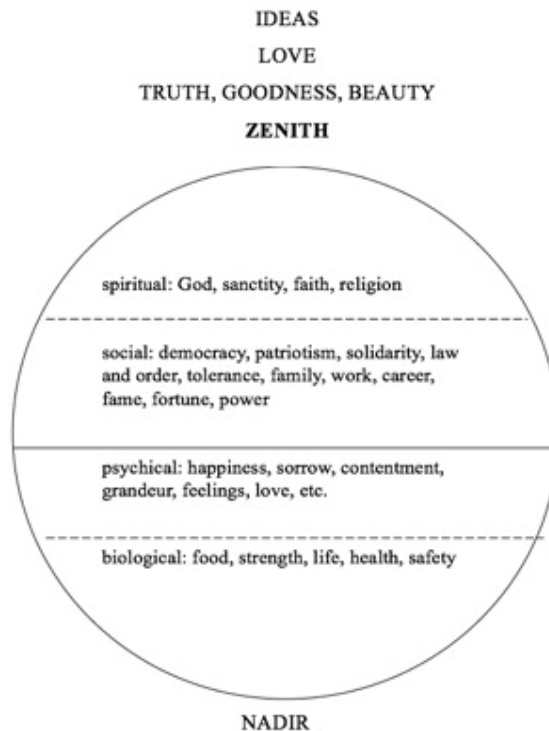 IDEAS
LOVE
TRUTH, GOODNESS, BEAUTY
ZENITH
spiritual: God, sanctity, faith, religion
social: democracy, patriotism, solidarity, law
and order, tolerance, family, work, career,
fame, fortune, power
psychical: happiness, sorrow, contentment,
grandeur, feelings, love, etc.
biological: food, strength, life, health, safety
NADIR